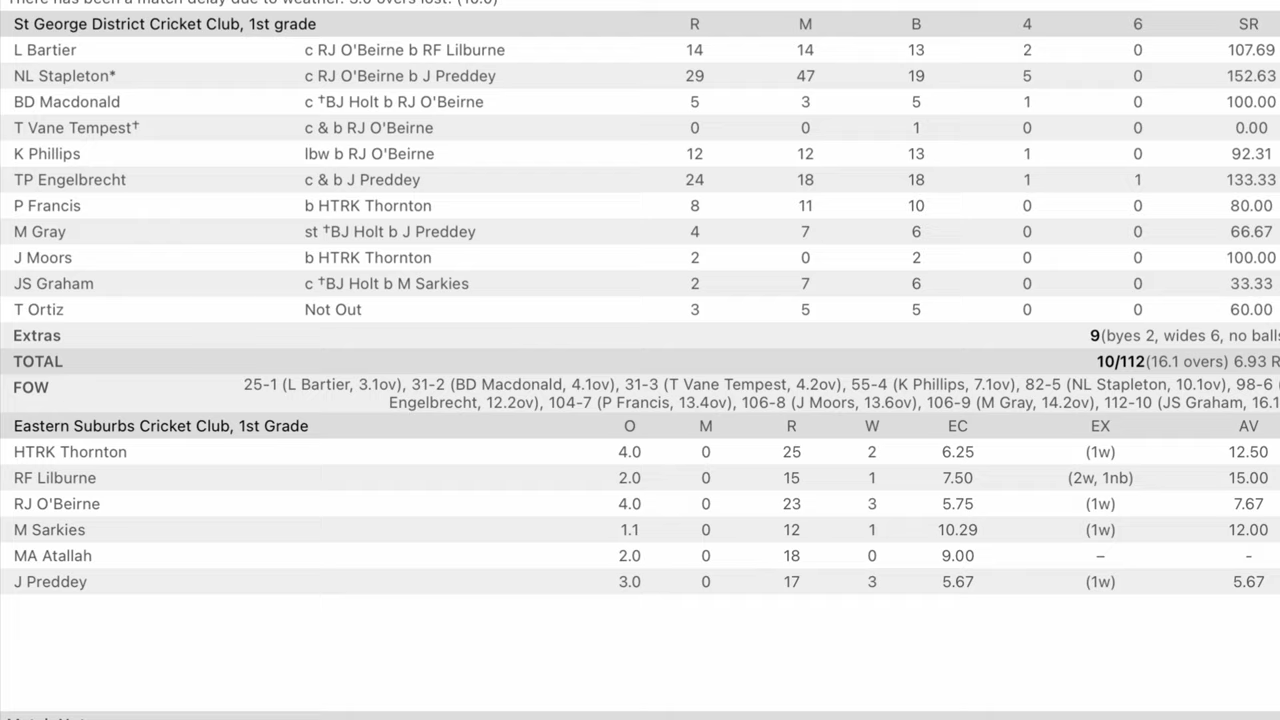 There has been a match delay due to weather. 3.0 overs lost. (16.0)
St George District Cricket Club, 1st grade R M B 4 6 SR
L Bartier c RJ O'Beirne b RF Lilburne 14 14 13 2 0 107.69
NL Stapleton* c RJ O'Beirne b J Preddey 29 47 19 5 0 152.63
BD Macdonald c †BJ Holt b RJ O'Beirne 5 3 5 1 0 100.00
T Vane Tempest† c & b RJ O'Beirne 0 0 1 0 0 0.00
K Phillips lbw b RJ O'Beirne 12 12 13 1 0 92.31
TP Engelbrecht c & b J Preddey 24 18 18 1 1 133.33
P Francis b HTRK Thornton 8 11 10 0 0 80.00
M Gray st †BJ Holt b J Preddey 4 7 6 0 0 66.67
J Moors b HTRK Thornton 2 0 2 0 0 100.00
JS Graham c †BJ Holt b M Sarkies 2 7 6 0 0 33.33
T Ortiz Not Out 3 5 5 0 0 60.00
Extras 9(byes 2, wides 6, no balls
TOTAL 10/112(16.1 overs) 6.93 R
FOW 25-1 (L Bartier, 3.1ov), 31-2 (BD Macdonald, 4.1ov), 31-3 (T Vane Tempest, 4.2ov), 55-4 (K Phillips, 7.1ov), 82-5 (NL Stapleton, 10.1ov), 98-6 (
Engelbrecht, 12.2ov), 104-7 (P Francis, 13.4ov), 106-8 (J Moors, 13.6ov), 106-9 (M Gray, 14.2ov), 112-10 (JS Graham, 16.1
Eastern Suburbs Cricket Club, 1st Grade O M R W EC EX AV
HTRK Thornton 4.0 0 25 2 6.25 (1w) 12.50
RF Lilburne 2.0 0 15 1 7.50 (2w, 1nb) 15.00
RJ O'Beirne 4.0 0 23 3 5.75 (1w) 7.67
M Sarkies 1.1 0 12 1 10.29 (1w) 12.00
MA Atallah 2.0 0 18 0 9.00 – -
J Preddey 3.0 0 17 3 5.67 (1w) 5.67